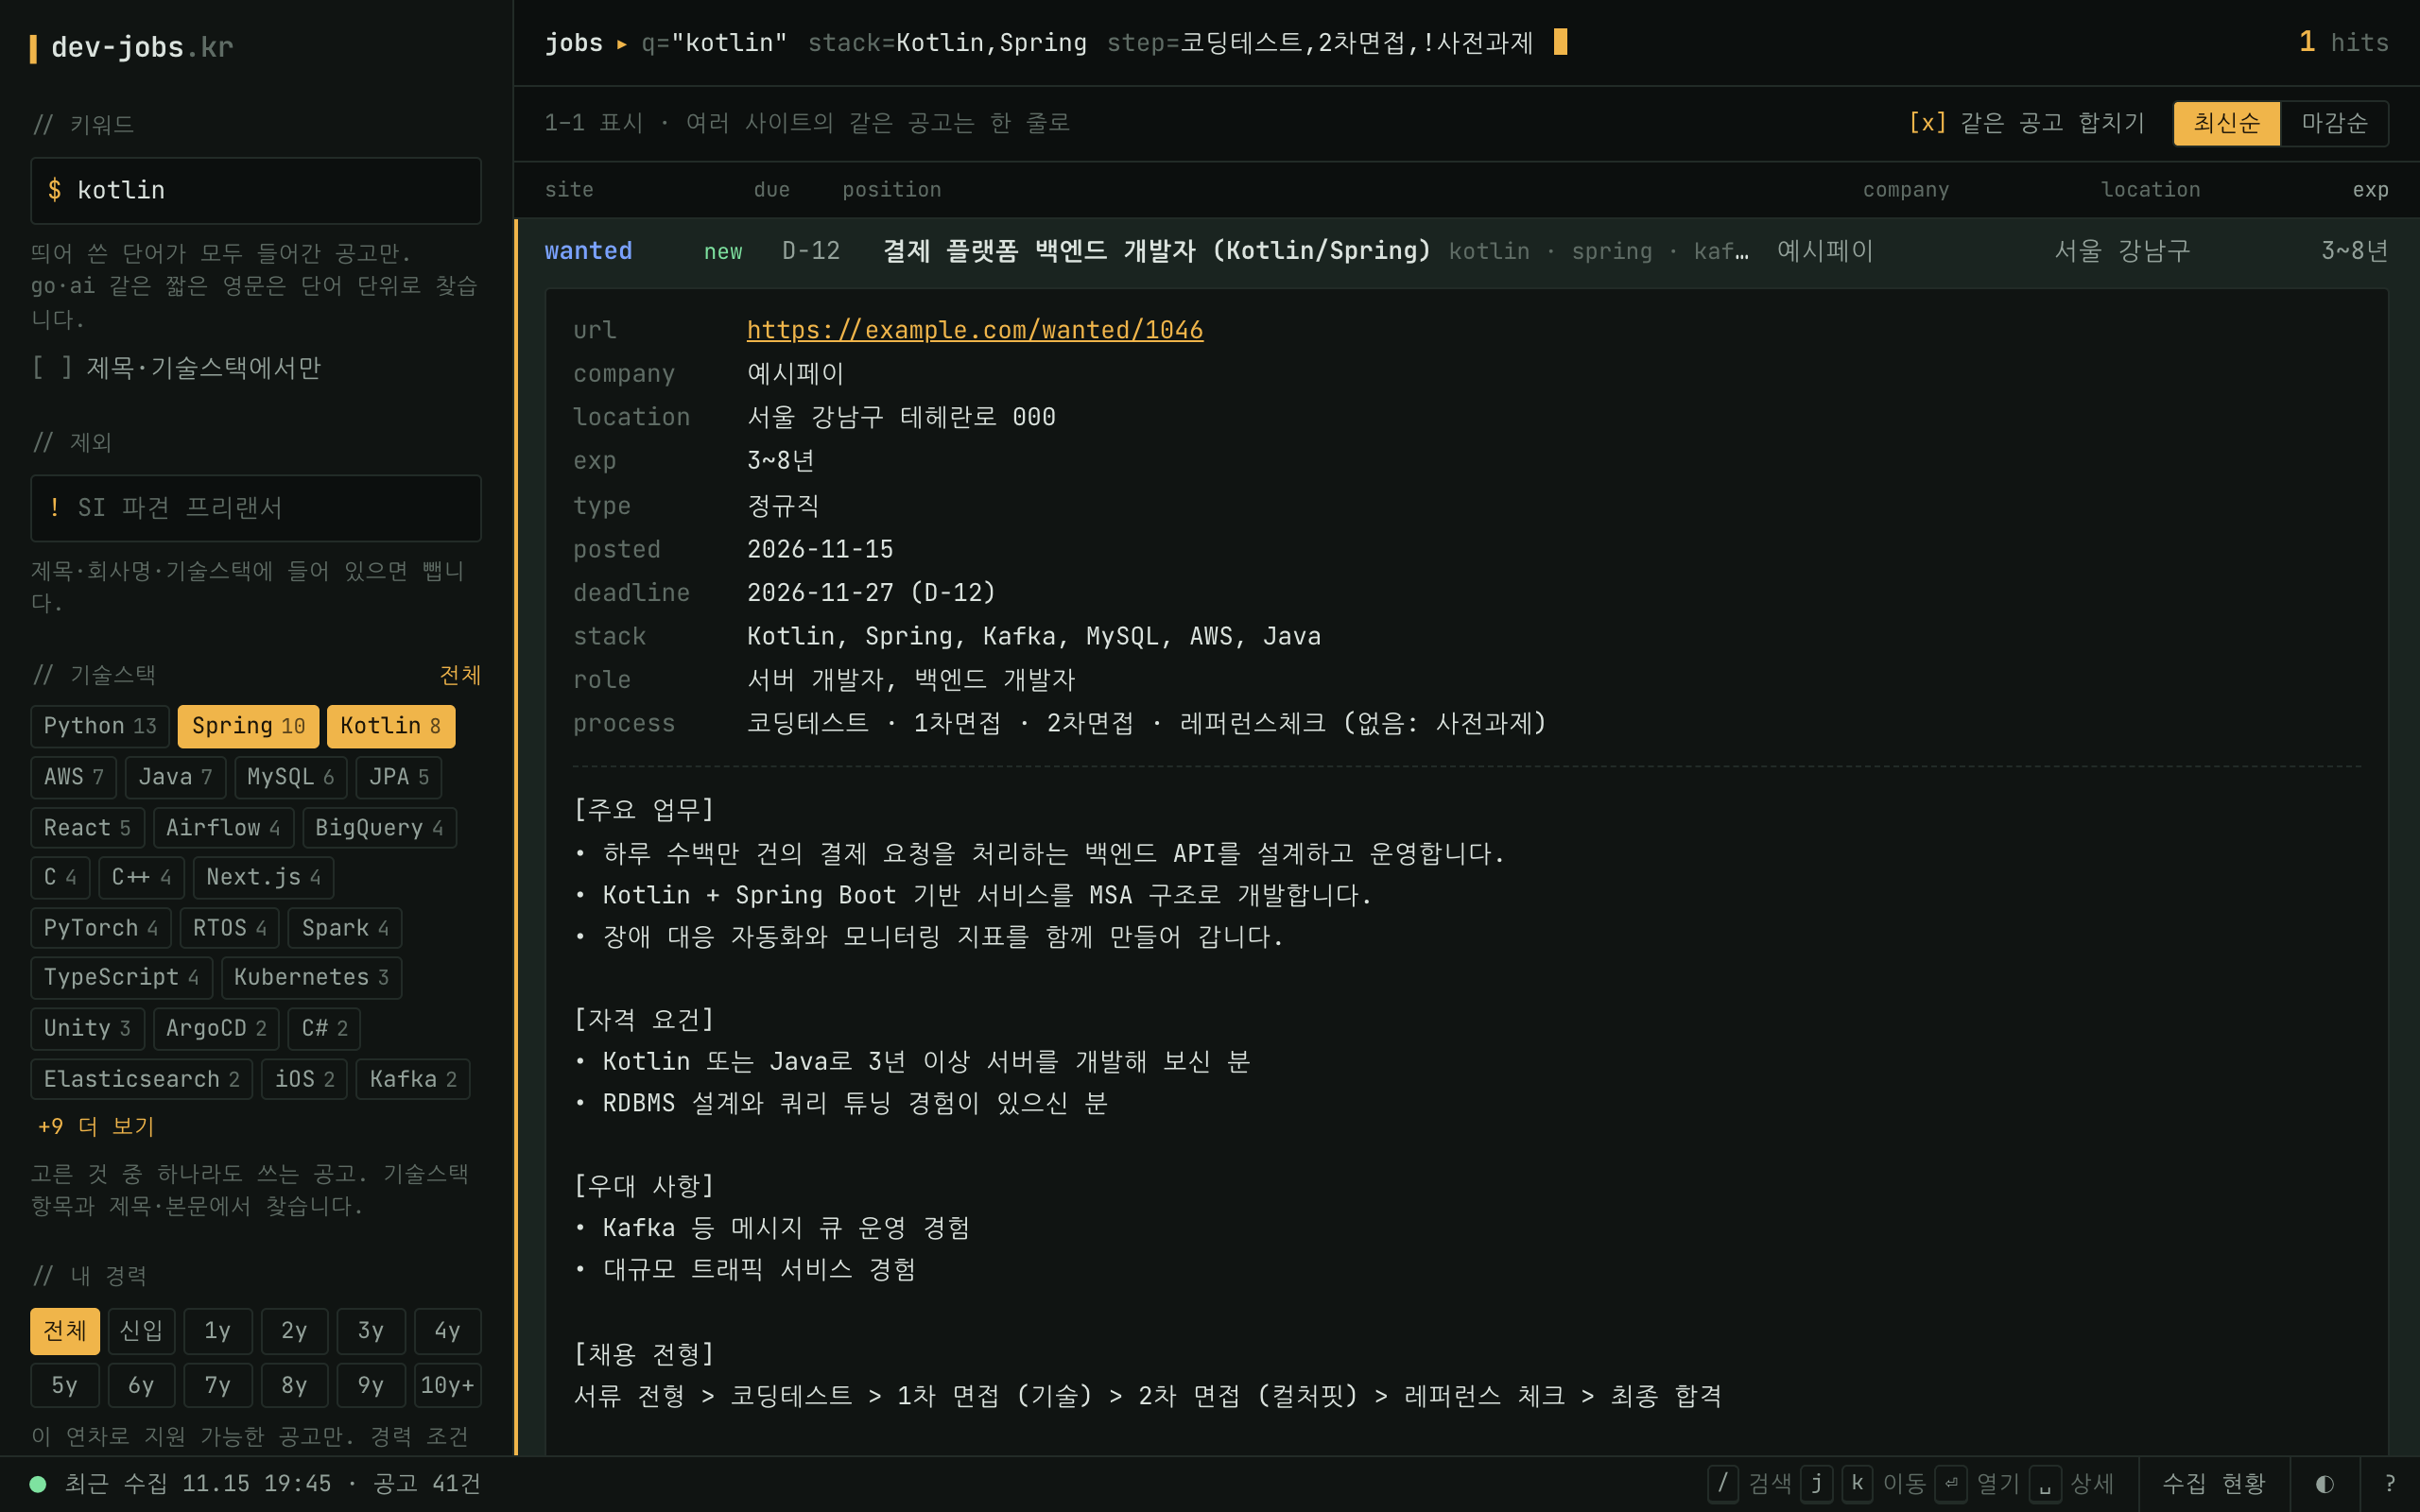 dev-jobs.kr
// 키워드
$ kotlin
띄어 쓴 단어가 모두 들어간 공고만.
go·ai 같은 짧은 영문은 단어 단위로 찾습
니다.
[ ] 제목·기술스택에서만
// 제외
! SI 파견 프리랜서
제목·회사명·기술스택에 들어 있으면 뺍니
다.
// 기술스택 전체
Python 13 Spring 10 Kotlin 8
AWS 7 Java 7 MySQL 6 JPA 5
React 5 Airflow 4 BigQuery 4
C 4 C++ 4 Next.js 4
PyTorch 4 RTOS 4 Spark 4
TypeScript 4 Kubernetes 3
Unity 3 ArgoCD 2 C# 2
Elasticsearch 2 iOS 2 Kafka 2
+9 더 보기
고른 것 중 하나라도 쓰는 공고. 기술스택
항목과 제목·본문에서 찾습니다.
// 내 경력
전체 신입 1y 2y 3y 4y
5y 6y 7y 8y 9y 10y+
이 연차로 지원 가능한 공고만. 경력 조건
jobs ▸ q="kotlin" stack=Kotlin,Spring step=코딩테스트,2차면접,!사전과제
1 hits
1-1 표시 · 여러 사이트의 같은 공고는 한 줄로
[x] 같은 공고 합치기 최신순 마감순
site due position company location exp
wanted new D-12 결제 플랫폼 백엔드 개발자 (Kotlin/Spring) kotlin · spring · kaf… 예시페이 서울 강남구 3~8년
url https://example.com/wanted/1046
company 예시페이
location 서울 강남구 테헤란로 000
exp 3~8년
type 정규직
posted 2026-11-15
deadline 2026-11-27 (D-12)
stack Kotlin, Spring, Kafka, MySQL, AWS, Java
role 서버 개발자, 백엔드 개발자
process 코딩테스트 · 1차면접 · 2차면접 · 레퍼런스체크 (없음: 사전과제)
[주요 업무]
• 하루 수백만 건의 결제 요청을 처리하는 백엔드 API를 설계하고 운영합니다.
• Kotlin + Spring Boot 기반 서비스를 MSA 구조로 개발합니다.
• 장애 대응 자동화와 모니터링 지표를 함께 만들어 갑니다.
[자격 요건]
• Kotlin 또는 Java로 3년 이상 서버를 개발해 보신 분
• RDBMS 설계와 쿼리 튜닝 경험이 있으신 분
[우대 사항]
• Kafka 등 메시지 큐 운영 경험
• 대규모 트래픽 서비스 경험
[채용 전형]
서류 전형 > 코딩테스트 > 1차 면접 (기술) > 2차 면접 (컬처핏) > 레퍼런스 체크 > 최종 합격
최근 수집 11.15 19:45 · 공고 41건
/ 검색 j k 이동 ⏎ 열기 ␣ 상세 수집 현황 ◐ ?